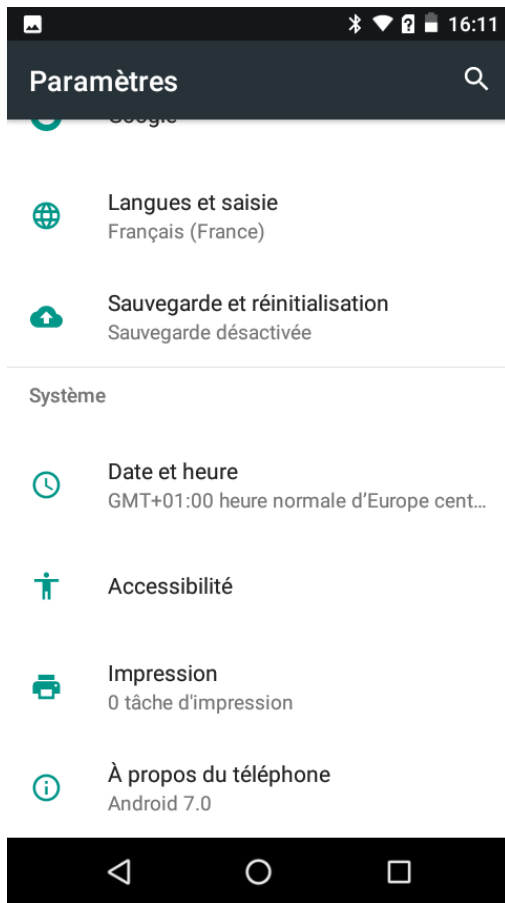 16:11
Paramètres
Google
Langues et saisie
Français (France)
Sauvegarde et réinitialisation
Sauvegarde désactivée
Système
Date et heure
GMT+01:00 heure normale d’Europe cent…
Accessibilité
Impression
0 tâche d'impression
À propos du téléphone
Android 7.0